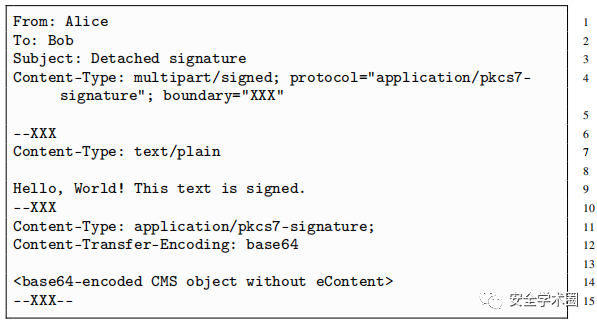 From: Alice 1
To: Bob 2
Subject: Detached signature 3
Content-Type: multipart/signed; protocol="application/pkcs7- 4
signature"; boundary="XXX"
5
--XXX 6
Content-Type: text/plain 7
8
Hello, World! This text is signed. 9
--XXX 10
Content-Type: application/pkcs7-signature; 11
Content-Transfer-Encoding: base64 12
13
<base64-encoded CMS object without eContent> 14
--XXX-- 15
安全学术圈